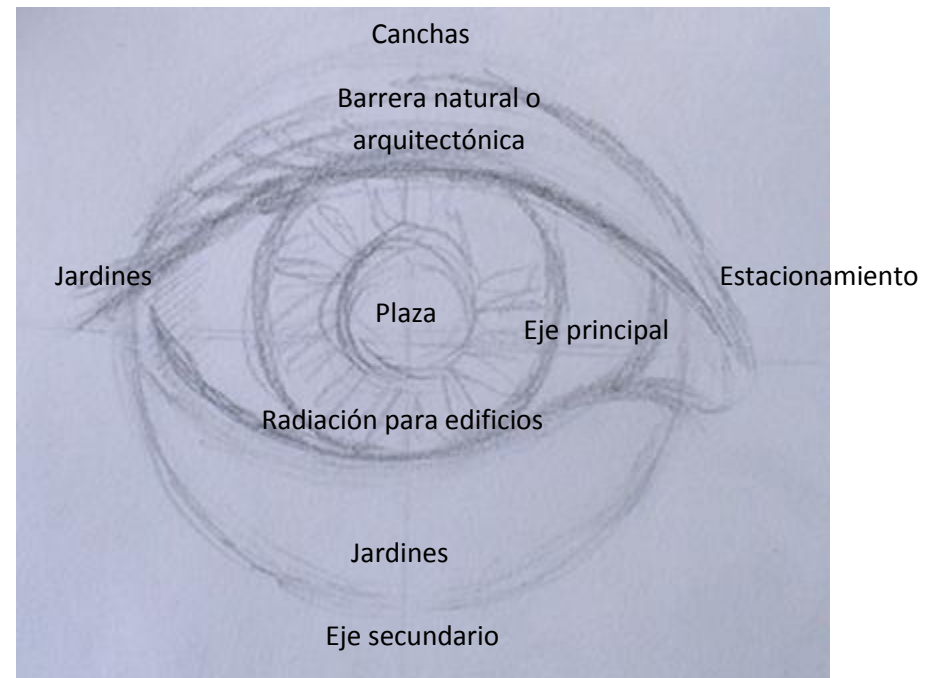 Canchas
Barrera natural o
arquitectónica
Jardines
Estacionamiento
Plaza
Eje principal
Radiación para edificios
Jardines
Eje secundario